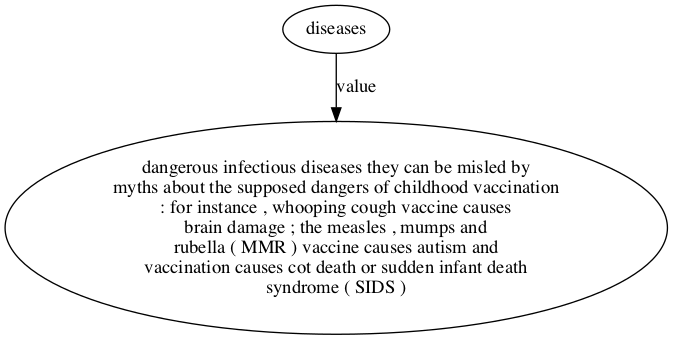 diseases
value
dangerous infectious diseases they can be misled by
myths about the supposed dangers of childhood vaccination
: for instance , whooping cough vaccine causes
brain damage ; the measles , mumps and
rubella ( MMR ) vaccine causes autism and
vaccination causes cot death or sudden infant death
syndrome ( SIDS )